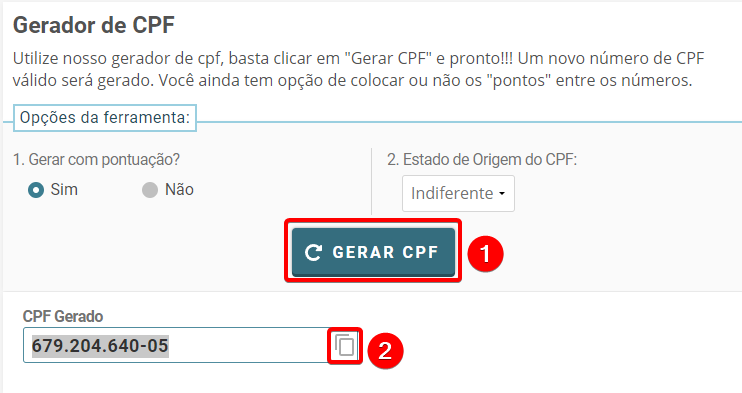 Gerador de CPF
Utilize nosso gerador de cpf, basta clicar em "Gerar CPF" e pronto!!! Um novo número de CPF
válido será gerado. Você ainda tem opção de colocar ou não os "pontos" entre os números.
Opções da ferramenta:
1. Gerar com pontuação?
Sim
Não
2. Estado de Origem do CPF:
Indiferente
GERAR CPF
1
CPF Gerado
679.204.640-05
2